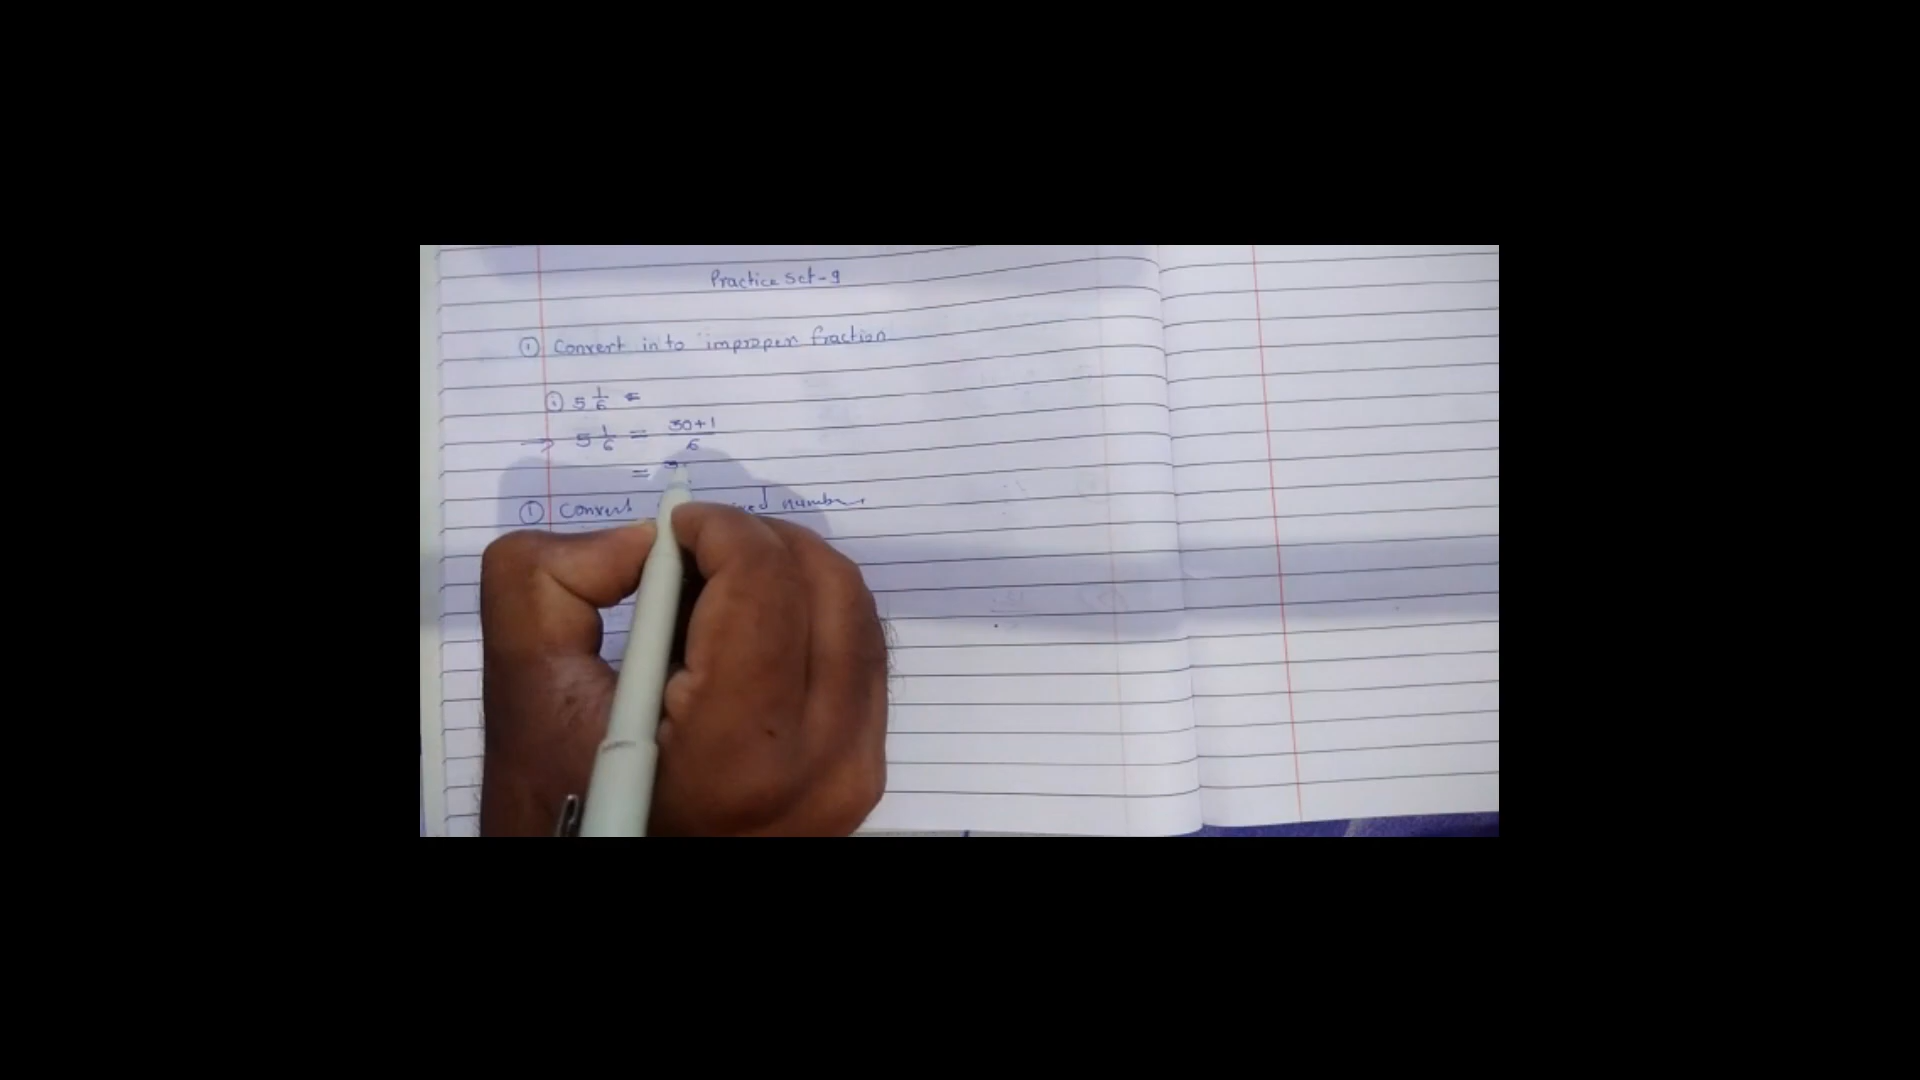 Practice Set-9
① Convert into improper fraction
① 5 1/6 =
→ 5 1/6 = 30+1/6
=
① Convert number